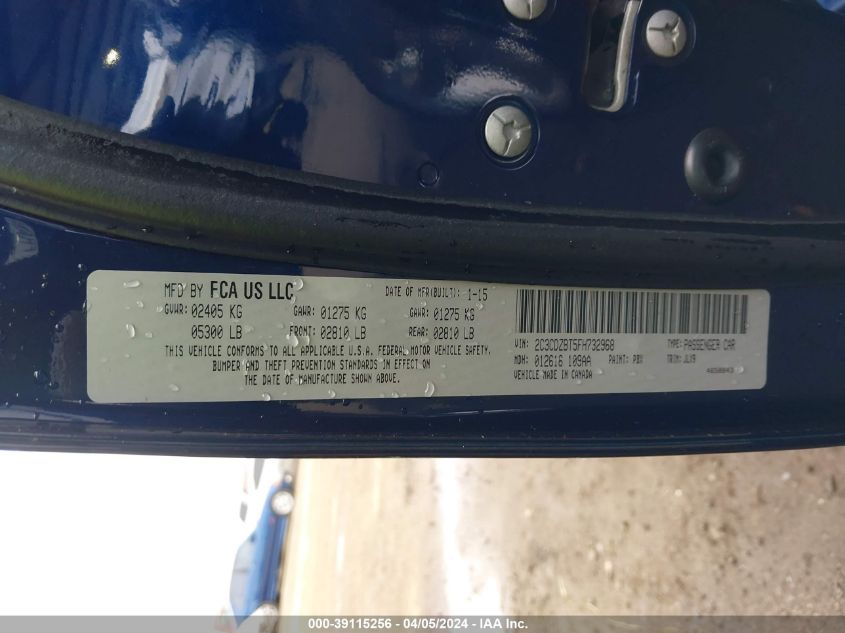 MFD BY FCA US LLC DATE OF MFR(BUILT): 1-15
GVWR: 02405 KG GAWR: 01275 KG GAWR: 01275 KG
05300 LB FRONT: 02810 LB REAR: 02810 LB
THIS VEHICLE CONFORMS TO ALL APPLICABLE U.S.A. FEDERAL MOTOR VEHICLE SAFETY,
BUMPER AND THEFT PREVENTION STANDARDS IN EFFECT ON
THE DATE OF MANUFACTURE SHOWN ABOVE.
VIN: 2C3CDZBT5FH732968 TYPE: PASSENGER CAR
MDH: 012616 109AA PAINT: PBX TRIM: JLX9
VEHICLE MADE IN CANADA
000-39115256 - 04/05/2024 - IAA Inc.